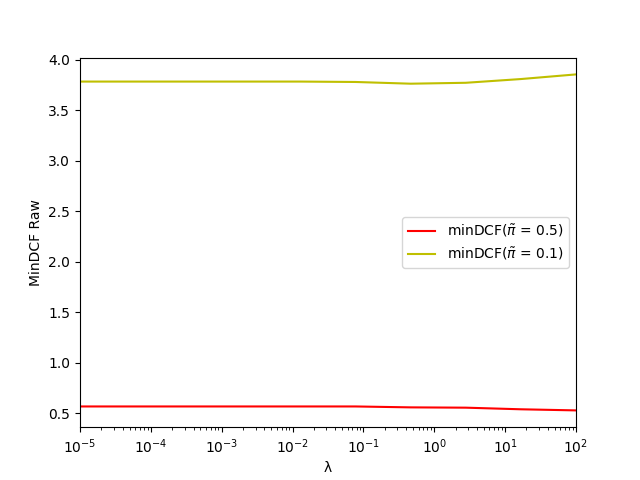 4.0
3.5
3.0
2.5
2.0
1.5
1.0
0.5
MinDCF Raw
minDCF(π̃ = 0.5)
minDCF(π̃ = 0.1)
10⁻⁵ 10⁻⁴ 10⁻³ 10⁻² 10⁻¹ 10⁰ 10¹ 10²
λ